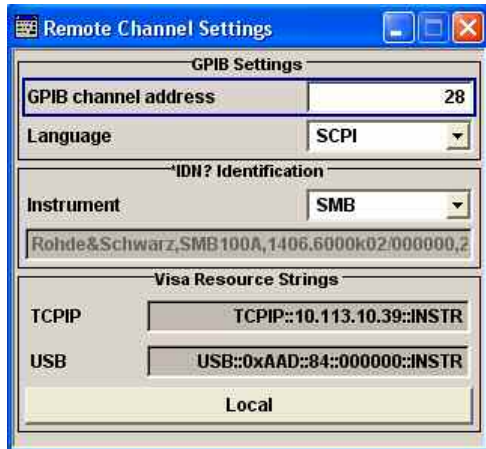 Remote Channel Settings
GPIB Settings
GPIB channel address 28
Language SCPI
*IDN? Identification
Instrument SMB
Rohde&Schwarz,SMB100A,1406.6000k02/000000,2
Visa Resource Strings
TCPIP TCPIP::10.113.10.39::INSTR
USB USB::0xAAD::84::000000::INSTR
Local